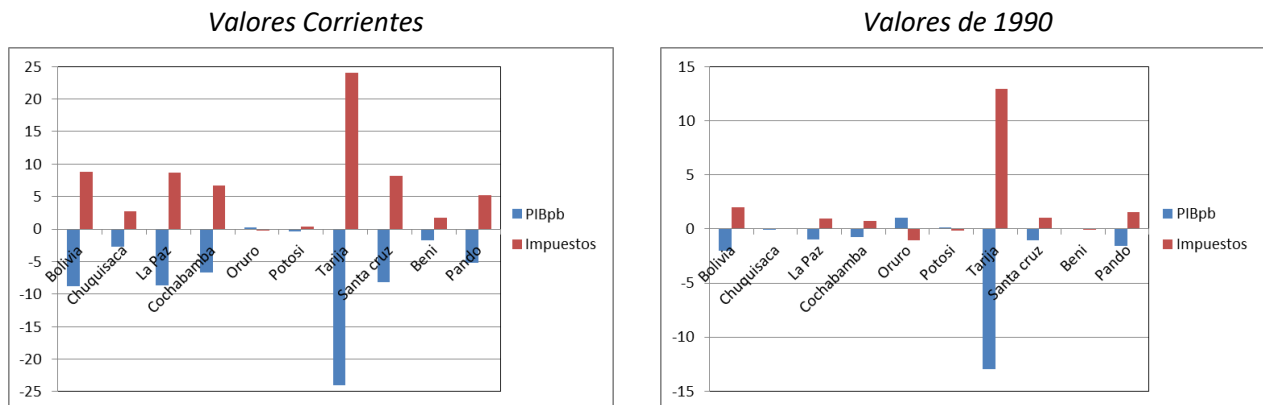 Valores Corrientes
25
20
15
10
5
0
-5
-10
-15
-20
-25
Bolivia
Chuquisaca
La Paz
Cochabamba
Oruro
Potosi
Tarija
Santa cruz
Beni
Pando
PIBpb
Impuestos
Valores de 1990
15
10
5
0
-5
-10
-15
Bolivia
Chuquisaca
La Paz
Cochabamba
Oruro
Potosi
Tarija
Santa cruz
Beni
Pando
PIBpb
Impuestos